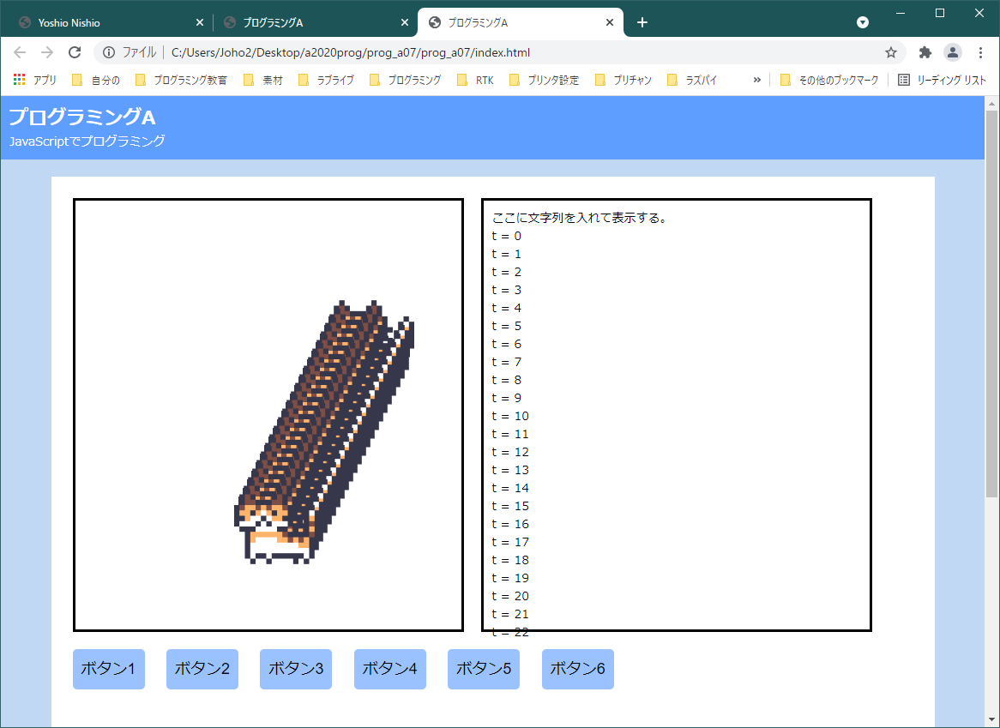 Yoshio Nishio
プログラミングA
プログラミングA
ファイル | C:/Users/Joho2/Desktop/a2020prog/prog_a07/prog_a07/index.html
アプリ 自分の プログラミング教育 素材 ラブライブ プログラミング RTK プリンタ設定 プリチャン ラズパイ » その他のブックマーク リーディング リスト
プログラミングA
JavaScriptでプログラミング
ここに文字列を入れて表示する。
t = 0
t = 1
t = 2
t = 3
t = 4
t = 5
t = 6
t = 7
t = 8
t = 9
t = 10
t = 11
t = 12
t = 13
t = 14
t = 15
t = 16
t = 17
t = 18
t = 19
t = 20
t = 21
t = 22
ボタン1 ボタン2 ボタン3 ボタン4 ボタン5 ボタン6